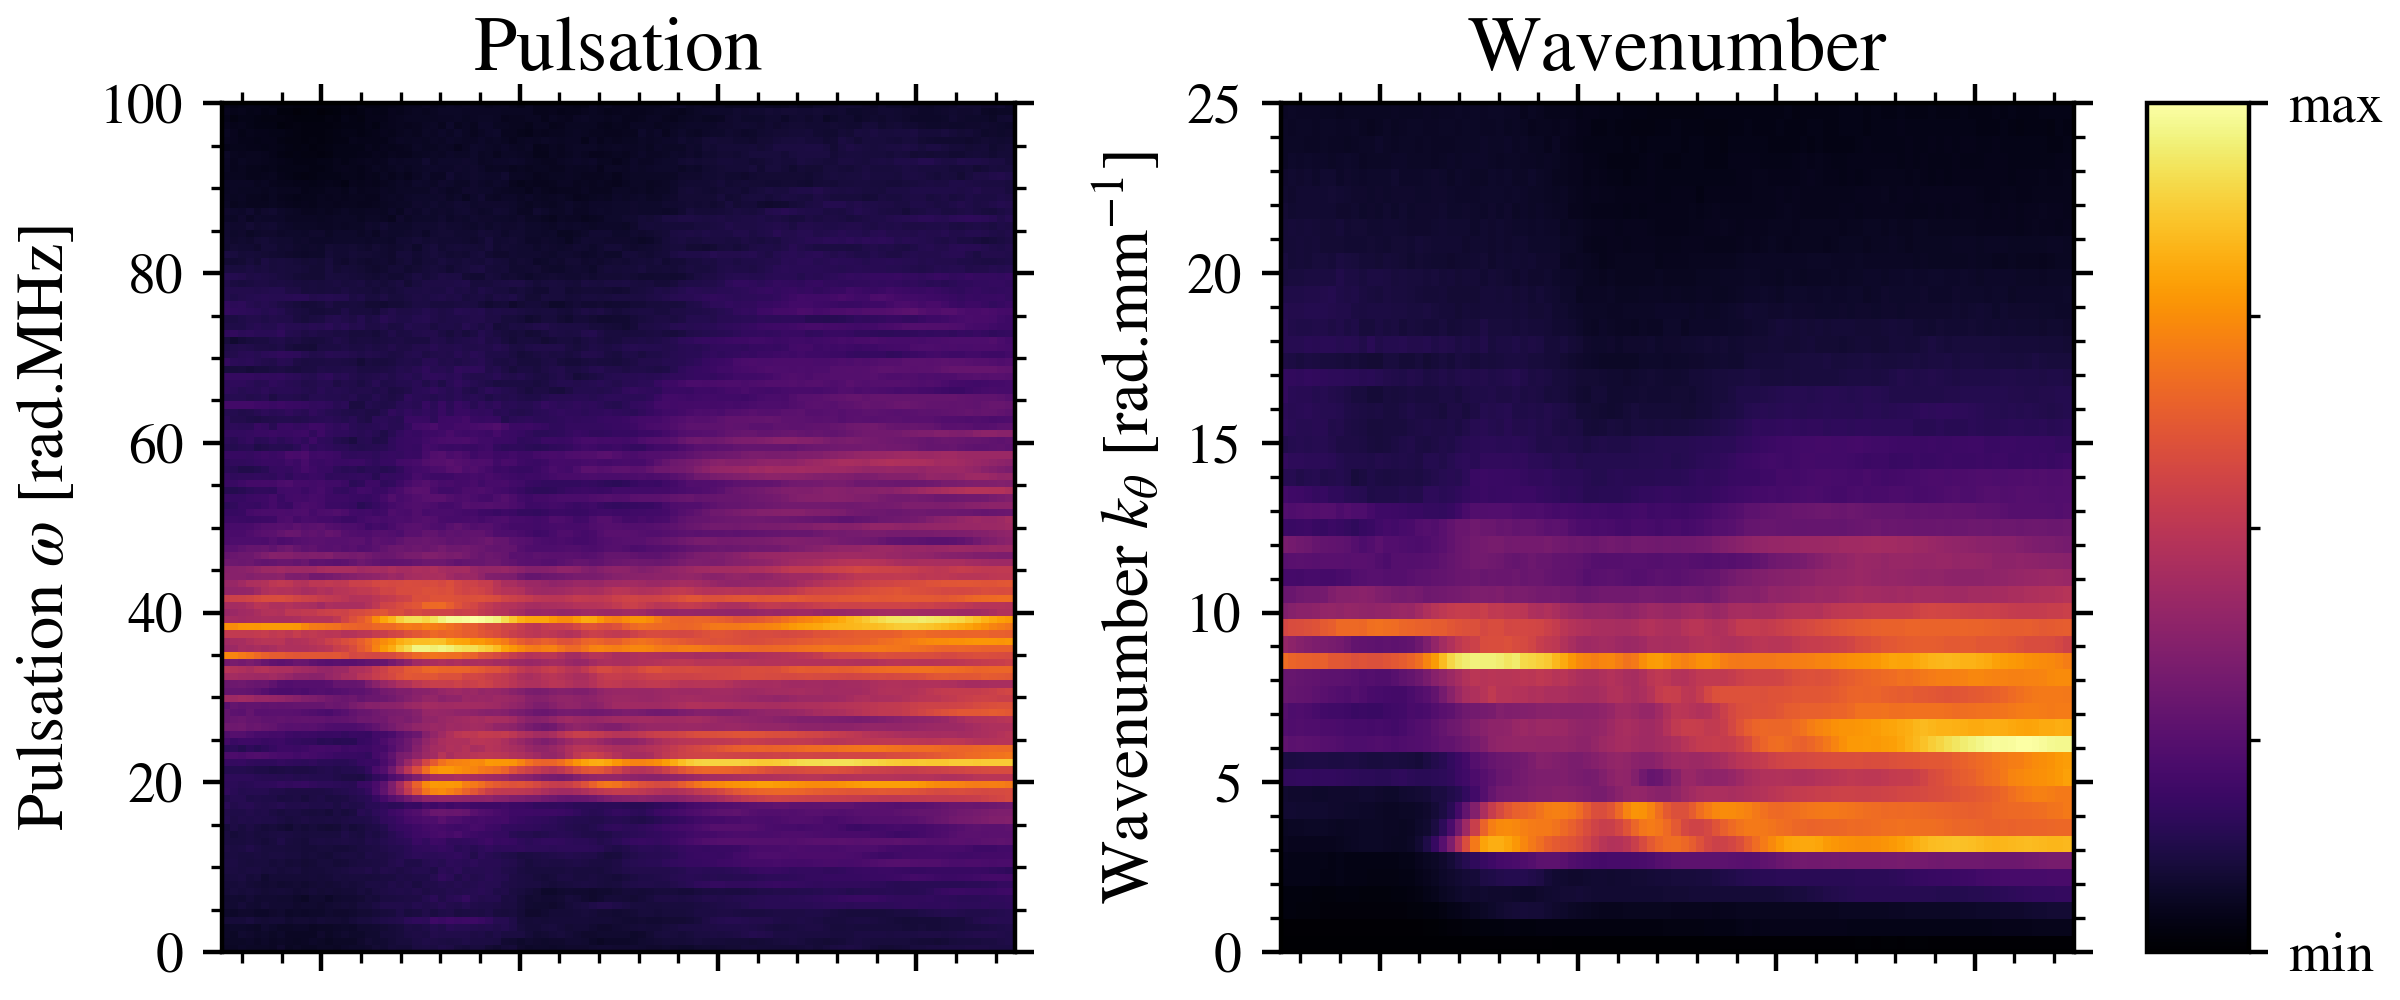 Pulsation
Wavenumber
Pulsation ω [rad.MHz]
100
80
60
40
20
0
Wavenumber kθ [rad.mm⁻¹]
25
20
15
10
5
0
max
min